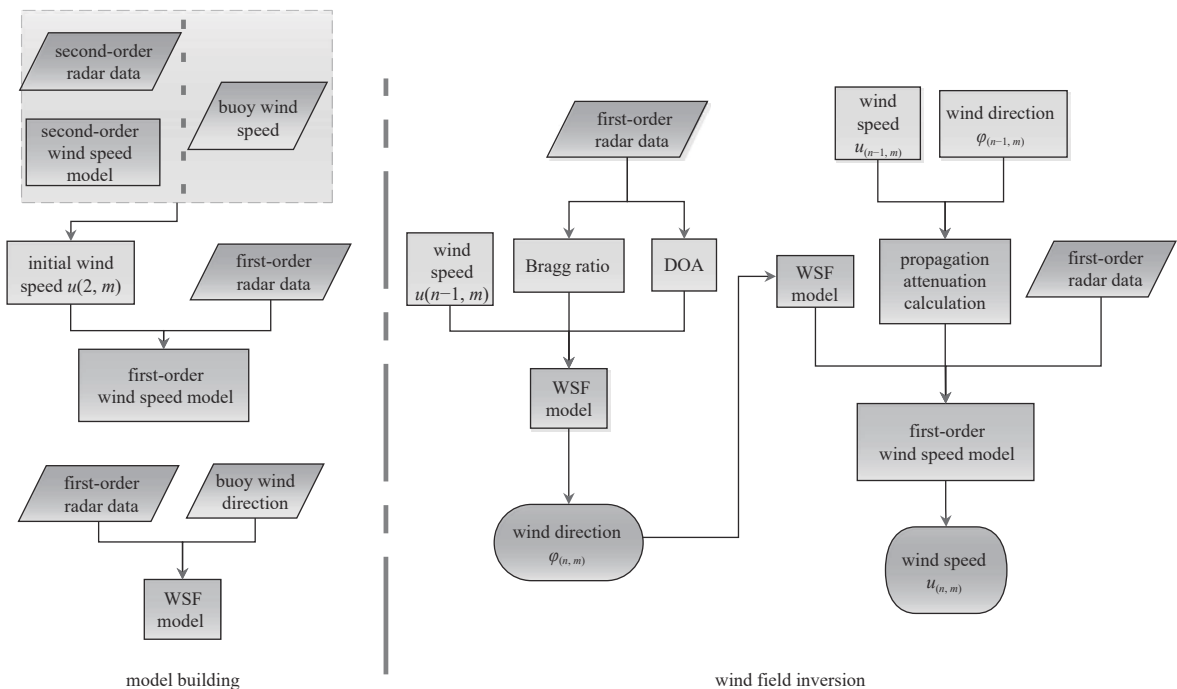 second-order
radar data
buoy wind
speed
second-order
wind speed
model
initial wind
speed u(2, m)
first-order
radar data
first-order
wind speed model
first-order
radar data
buoy wind
direction
WSF
model
model building
first-order
radar data
wind
speed
u(n−1, m)
Bragg ratio
DOA
WSF
model
wind direction
φ(n, m)
wind
speed
u(n−1, m)
wind direction
φ(n−1, m)
WSF
model
propagation
attenuation
calculation
first-order
radar data
first-order
wind speed model
wind speed
u(n, m)
wind field inversion